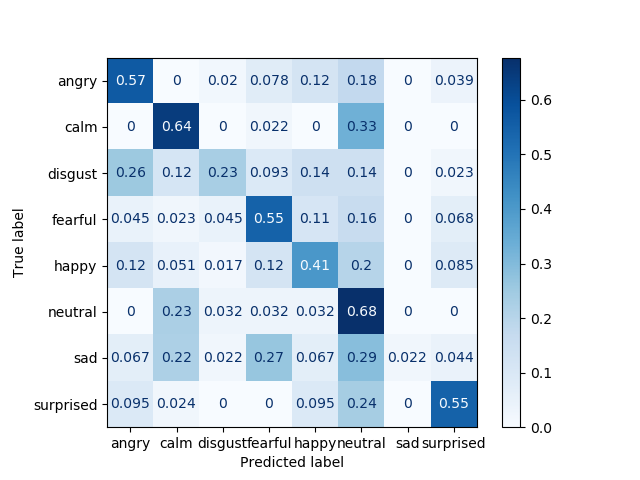 angry 0.57 0 0.02 0.078 0.12 0.18 0 0.039
calm 0 0.64 0 0.022 0 0.33 0 0
disgust 0.26 0.12 0.23 0.093 0.14 0.14 0 0.023
fearful 0.045 0.023 0.045 0.55 0.11 0.16 0 0.068
happy 0.12 0.051 0.017 0.12 0.41 0.2 0 0.085
neutral 0 0.23 0.032 0.032 0.032 0.68 0 0
sad 0.067 0.22 0.022 0.27 0.067 0.29 0.022 0.044
surprised 0.095 0.024 0 0 0.095 0.24 0 0.55
angry calm disgust fearful happy neutral sad surprised
Predicted label
True label
0.6
0.5
0.4
0.3
0.2
0.1
0.0